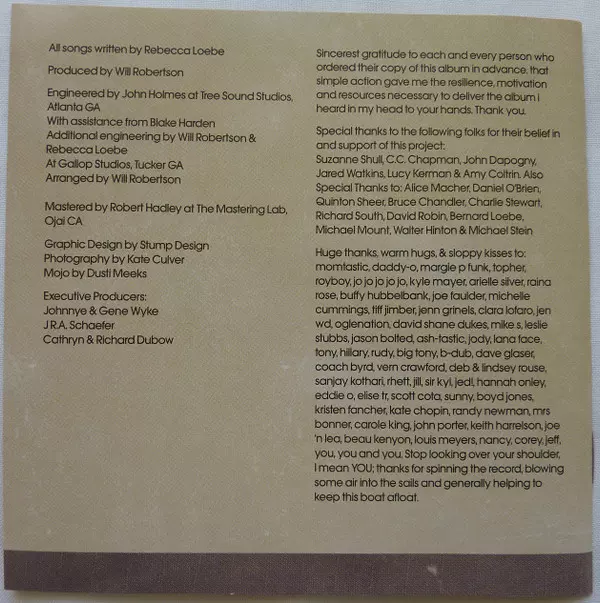 All songs written by Rebecca Loebe
Produced by Will Robertson
Engineered by John Holmes at Tree Sound Studios,
Atlanta GA
With assistance from Blake Harden
Additional engineering by Will Robertson &
Rebecca Loebe
At Gallop Studios, Tucker GA
Arranged by Will Robertson
Mastered by Robert Hadley at The Mastering Lab,
Ojai CA
Graphic Design by Stump Design
Photography by Kate Culver
Mojo by Dusti Meeks
Executive Producers:
Johnnye & Gene Wyke
J R.A. Schaefer
Cathryn & Richard Dubow
Sincerest gratitude to each and every person who
ordered their copy of this album in advance. that
simple action gave me the resilience, motivation
and resources necessary to deliver the album i
heard in my head to your hands. Thank you.
Special thanks to the following folks for their belief in
and support of this project:
Suzanne Shull, C.C. Chapman, John Dapogny,
Jared Watkins, Lucy Kerman & Amy Coltrin. Also
Special Thanks to: Alice Macher, Daniel O'Brien,
Quinton Sheer, Bruce Chandler, Charlie Stewart,
Richard South, David Robin, Bernard Loebe,
Michael Mount, Walter Hinton & Michael Stein
Huge thanks, warm hugs, & sloppy kisses to:
momtastic, daddy-o, margie p funk, topher,
royboy, jo jo jo jo jo, kyle mayer, arielle silver, raina
rose, buffy hubbelbank, joe faulder, michelle
cummings, tiff jimber, jenn grinels, clara lofaro, jen
wd, oglenation, david shane dukes, mike s, leslie
stubbs, jason bolted, ash-tastic, jody, lana face,
tony, hillary, rudy, big tony, b-dub, dave glaser,
coach byrd, vern crawford, deb & lindsey rouse,
sanjay kothari, rhett, jill, sir kyl, jedi, hannah onley,
eddie o, elise tr, scott cota, sunny, boyd jones,
kristen fancher, kate chopin, randy newman, mrs
bonner, carole king, john porter, keith harrelson, joe
'n lea, beau kenyon, louis meyers, nancy, corey, jeff,
you, you and you. Stop looking over your shoulder,
I mean YOU; thanks for spinning the record, blowing
some air into the sails and generally helping to
keep this boat afloat.